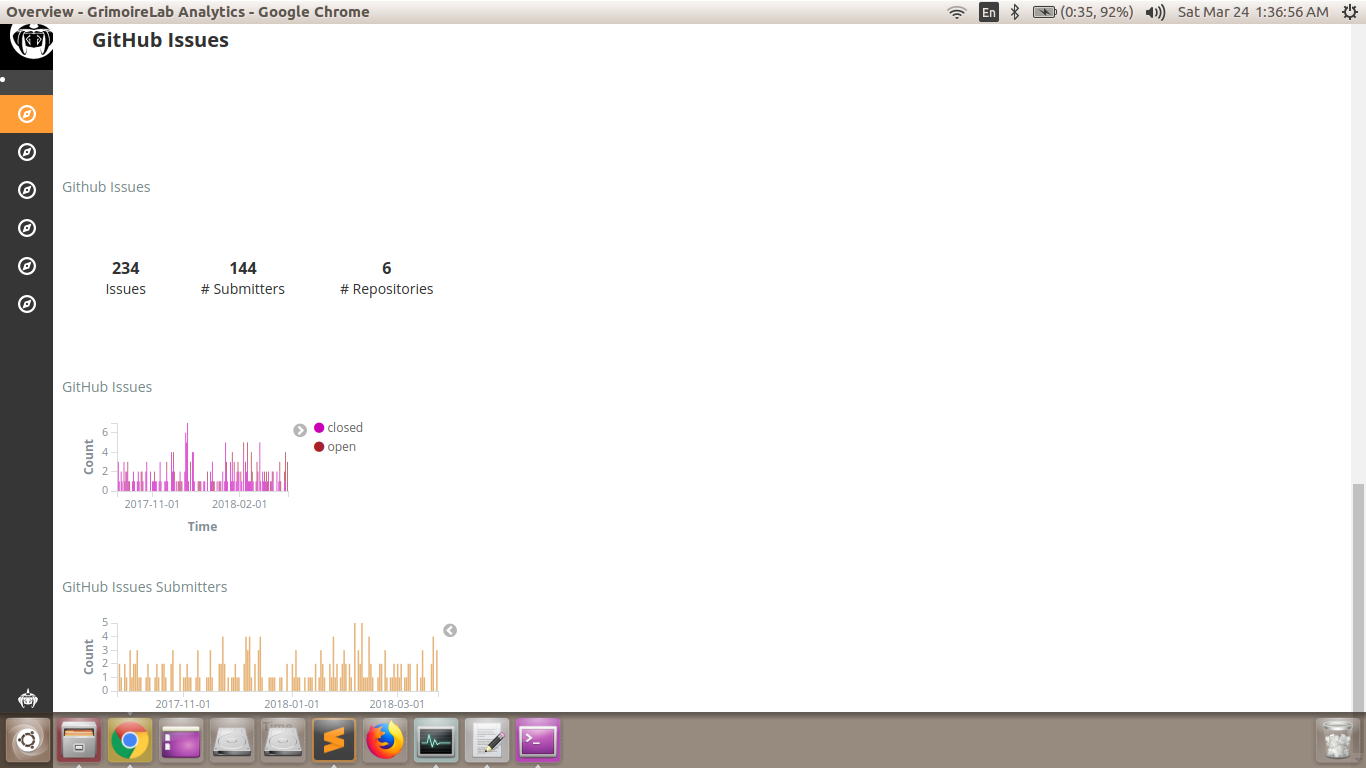 Overview - GrimoireLab Analytics - Google Chrome
En
(0:35, 92%)
Sat Mar 24 1:36:56 AM
GitHub Issues
Github Issues
234
Issues
144
# Submitters
6
# Repositories
GitHub Issues
Count
6
4
2
0
2017-11-01
2018-02-01
Time
closed
open
GitHub Issues Submitters
Count
5
4
3
2
1
0
2017-11-01
2018-01-01
2018-03-01
Time